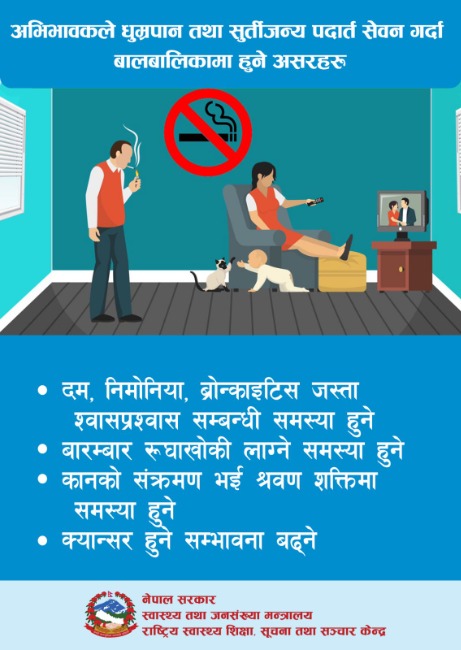 अभिभावकले धुम्रपान तथा सुर्तीजन्य पदार्त सेवन गर्दा
बालबालिकामा हुने असरहरू
• दम, निमोनिया, ब्रोन्काइटिस जस्ता
श्वासप्रश्वास सम्बन्धी समस्या हुने
• बारम्बार रूघाखोकी लाग्ने समस्या हुने
• कानको संक्रमण भई श्रवण शक्तिमा
समस्या हुने
• क्यान्सर हुने सम्भावना बढ्ने
नेपाल सरकार
स्वास्थ्य तथा जनसंख्या मन्त्रालय
राष्ट्रिय स्वास्थ्य शिक्षा, सूचना तथा सञ्चार केन्द्र